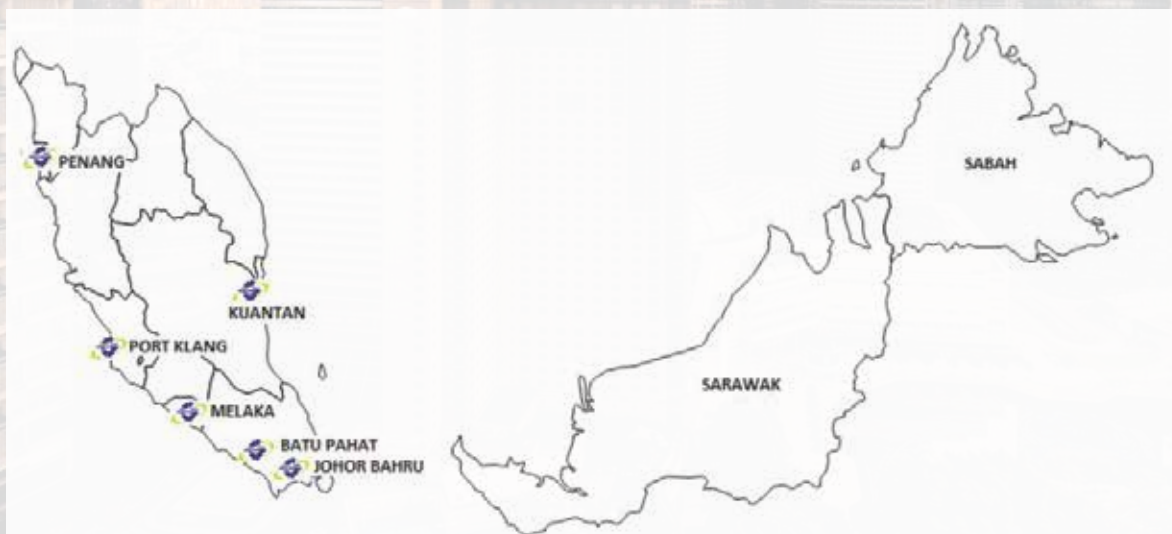 PENANG
KUANTAN
PORT KLANG
MELAKA
BATU PAHAT
JOHOR BAHRU
SABAH
SARAWAK